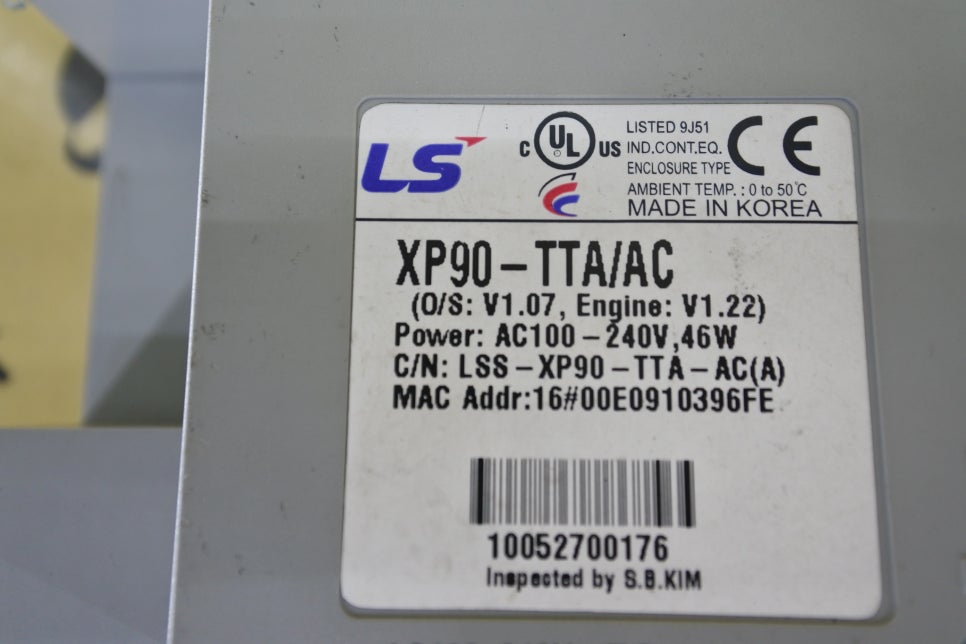 LS
C UL US
LISTED 9J51
IND.CONT.EQ.
ENCLOSURE TYPE
CE
AMBIENT TEMP. : 0 to 50℃
MADE IN KOREA
XP90-TTA/AC
(O/S: V1.07, Engine: V1.22)
Power: AC100-240V,46W
C/N: LSS-XP90-TTA-AC(A)
MAC Addr:16#00E0910396FE
10052700176
Inspected by S.B.KIM